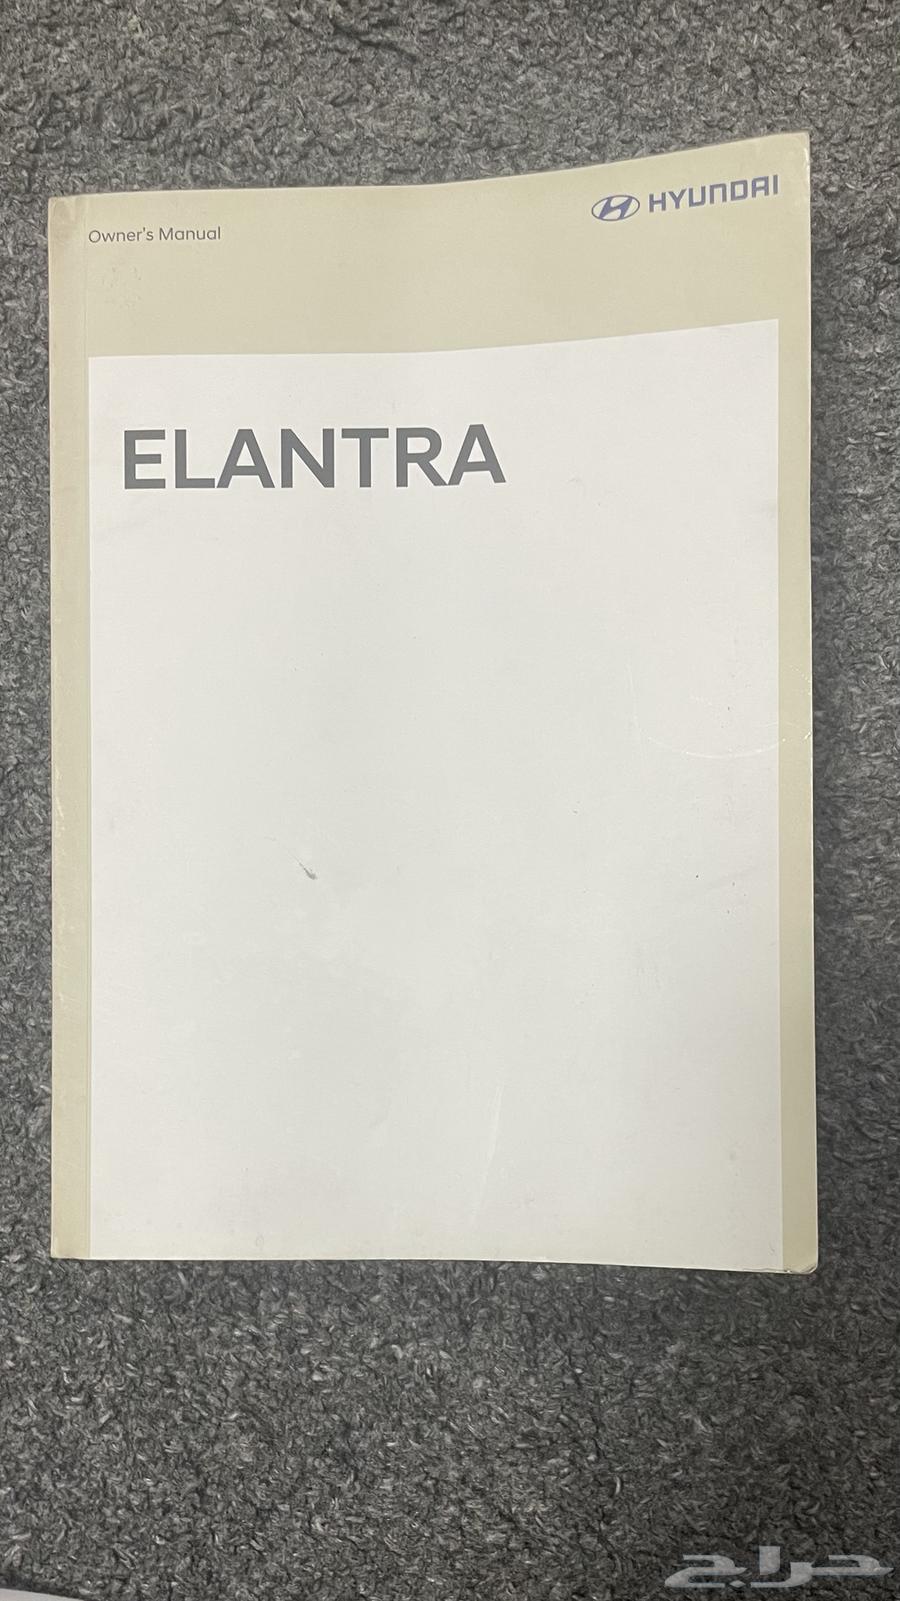 Owner's Manual
HYUNDAI
ELANTRA
حراج